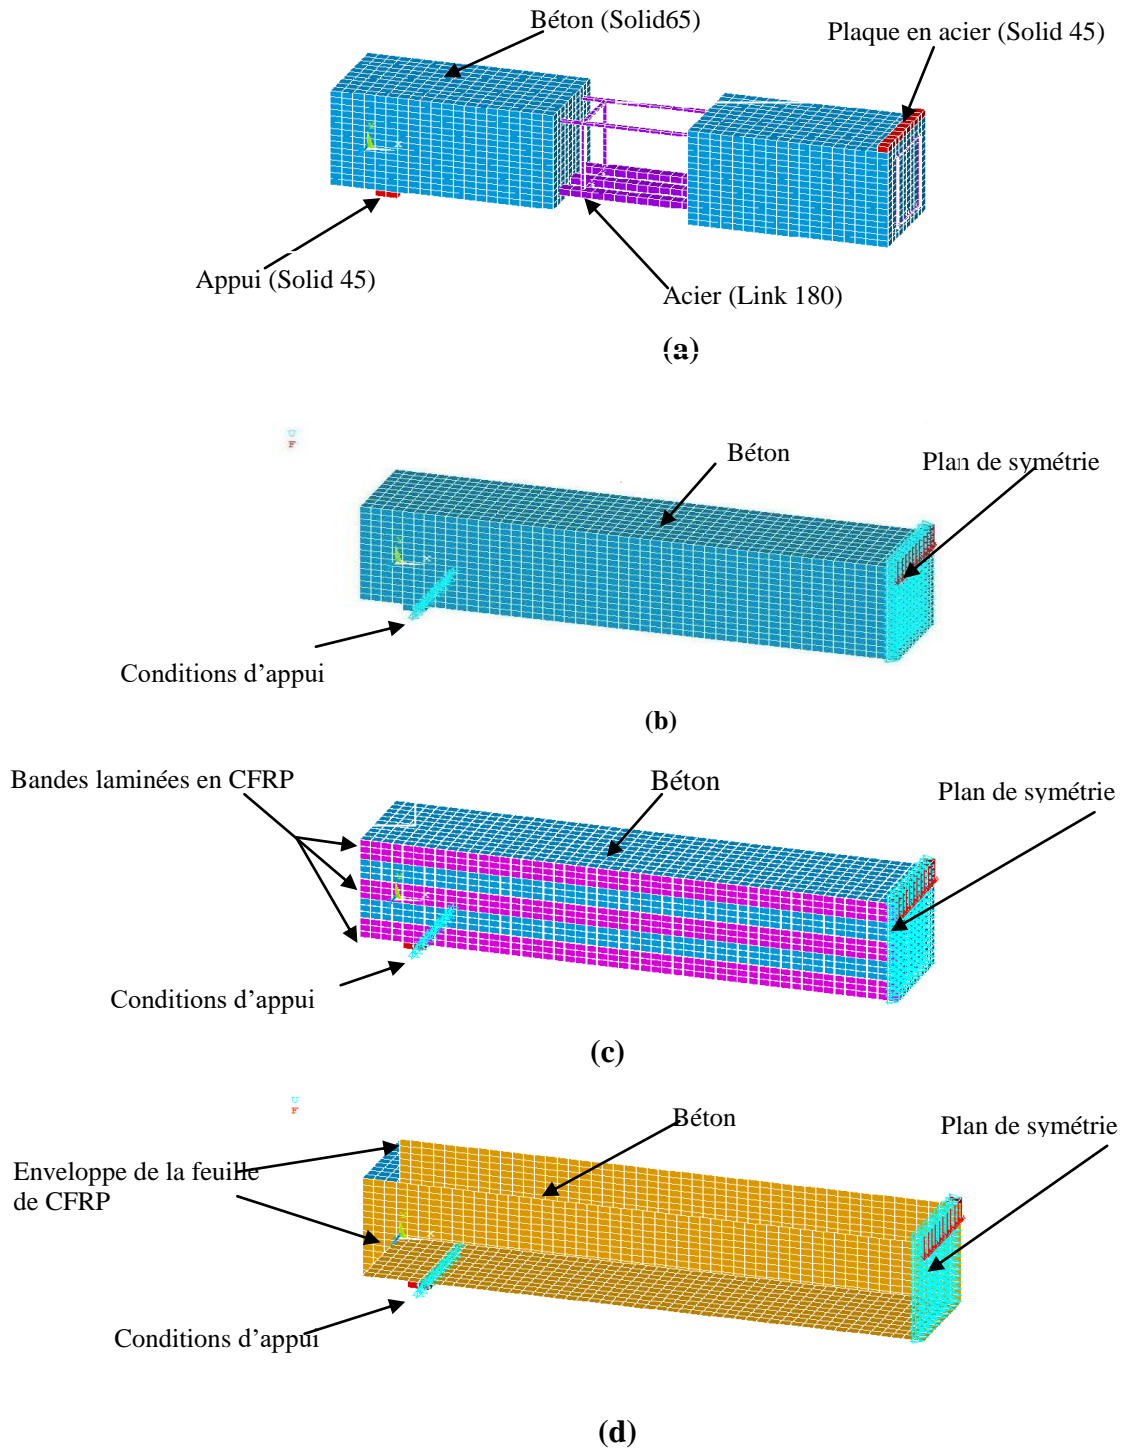 Béton (Solid65)
Plaque en acier (Solid 45)
Appui (Solid 45)
Acier (Link 180)
(a)
U
F
Béton
Plan de symétrie
Conditions d'appui
(b)
Bandes laminées en CFRP
Béton
Plan de symétrie
Conditions d'appui
(c)
U
F
Béton
Plan de symétrie
Enveloppe de la feuille
de CFRP
Conditions d'appui
(d)